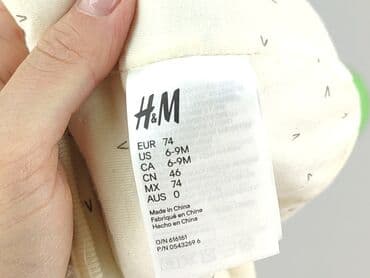 H&M
EUR 74
US 6-9M
CA 6-9M
CN 46
MX 74
AUS 0
Made in China
Fabriqué en Chine
Hecho en China
O/N 616161
P/N 0543269 6